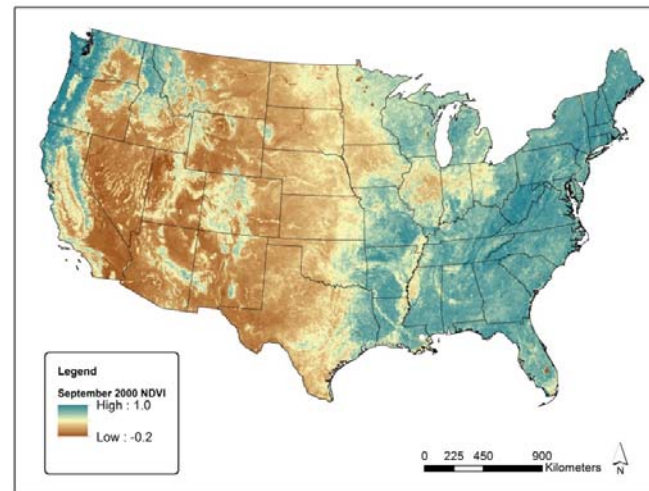 Legend
September 2000 NDVI
High : 1.0
Low : -0.2
0 225 450 900
Kilometers
N